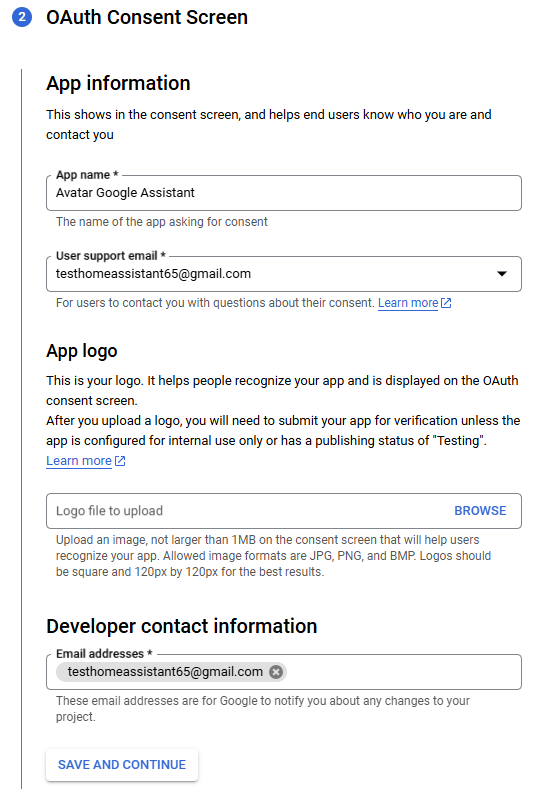 2 OAuth Consent Screen
App information
This shows in the consent screen, and helps end users know who you are and
contact you
App name *
Avatar Google Assistant
The name of the app asking for consent
User support email *
testhomeassistant65@gmail.com
For users to contact you with questions about their consent. Learn more
App logo
This is your logo. It helps people recognize your app and is displayed on the OAuth
consent screen.
After you upload a logo, you will need to submit your app for verification unless the
app is configured for internal use only or has a publishing status of "Testing".
Learn more
Logo file to upload BROWSE
Upload an image, not larger than 1MB on the consent screen that will help users
recognize your app. Allowed image formats are JPG, PNG, and BMP. Logos should
be square and 120px by 120px for the best results.
Developer contact information
Email addresses *
testhomeassistant65@gmail.com
These email addresses are for Google to notify you about any changes to your
project.
SAVE AND CONTINUE